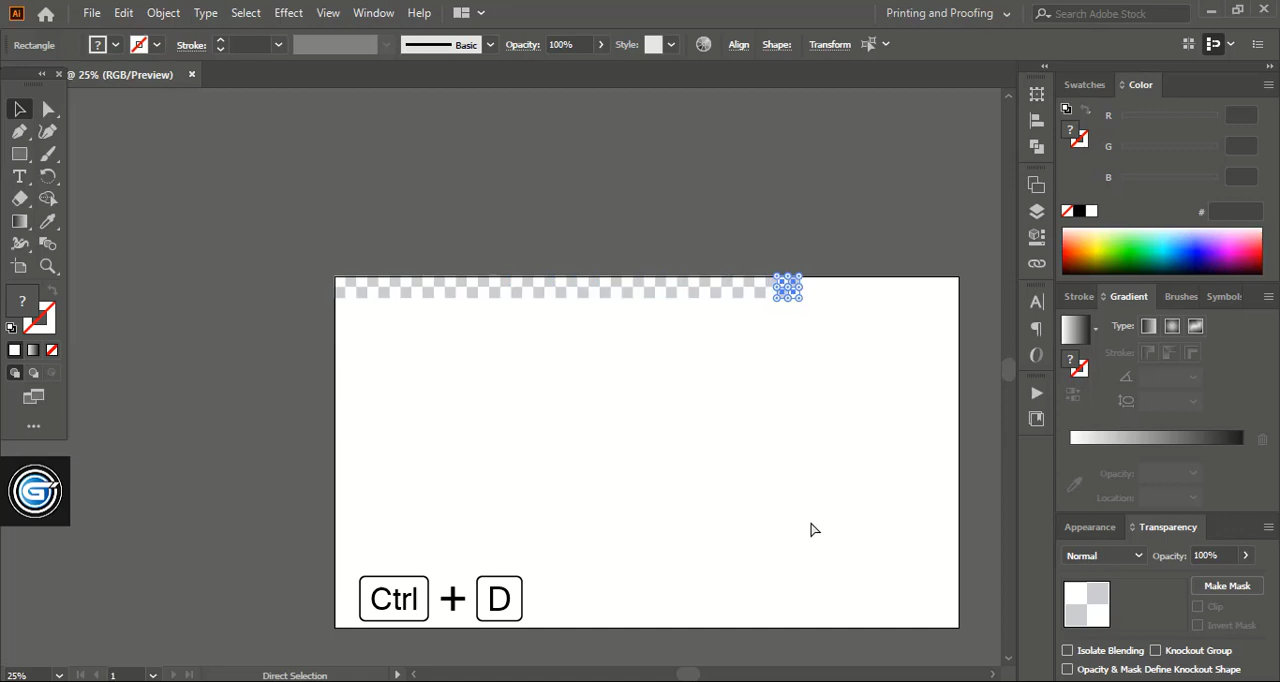 Ai File Edit Object Type Select Effect View Window Help Printing and Proofing Search Adobe Stock
Rectangle ? Stroke: Basic Opacity: 100% Style: Align Shape: Transform
@ 25% (RGB/Preview)
Swatches Color
? R
G
B
#
T
?
Stroke Gradient Brushes Symbols
Type:
Stroke:
?
Opacity:
Location:
G
Appearance Transparency
Normal Opacity: 100%
Make Mask
Clip
Invert Mask
Ctrl + D
Isolate Blending Knockout Group
Opacity & Mask Define Knockout Shape
25% 1 Direct Selection